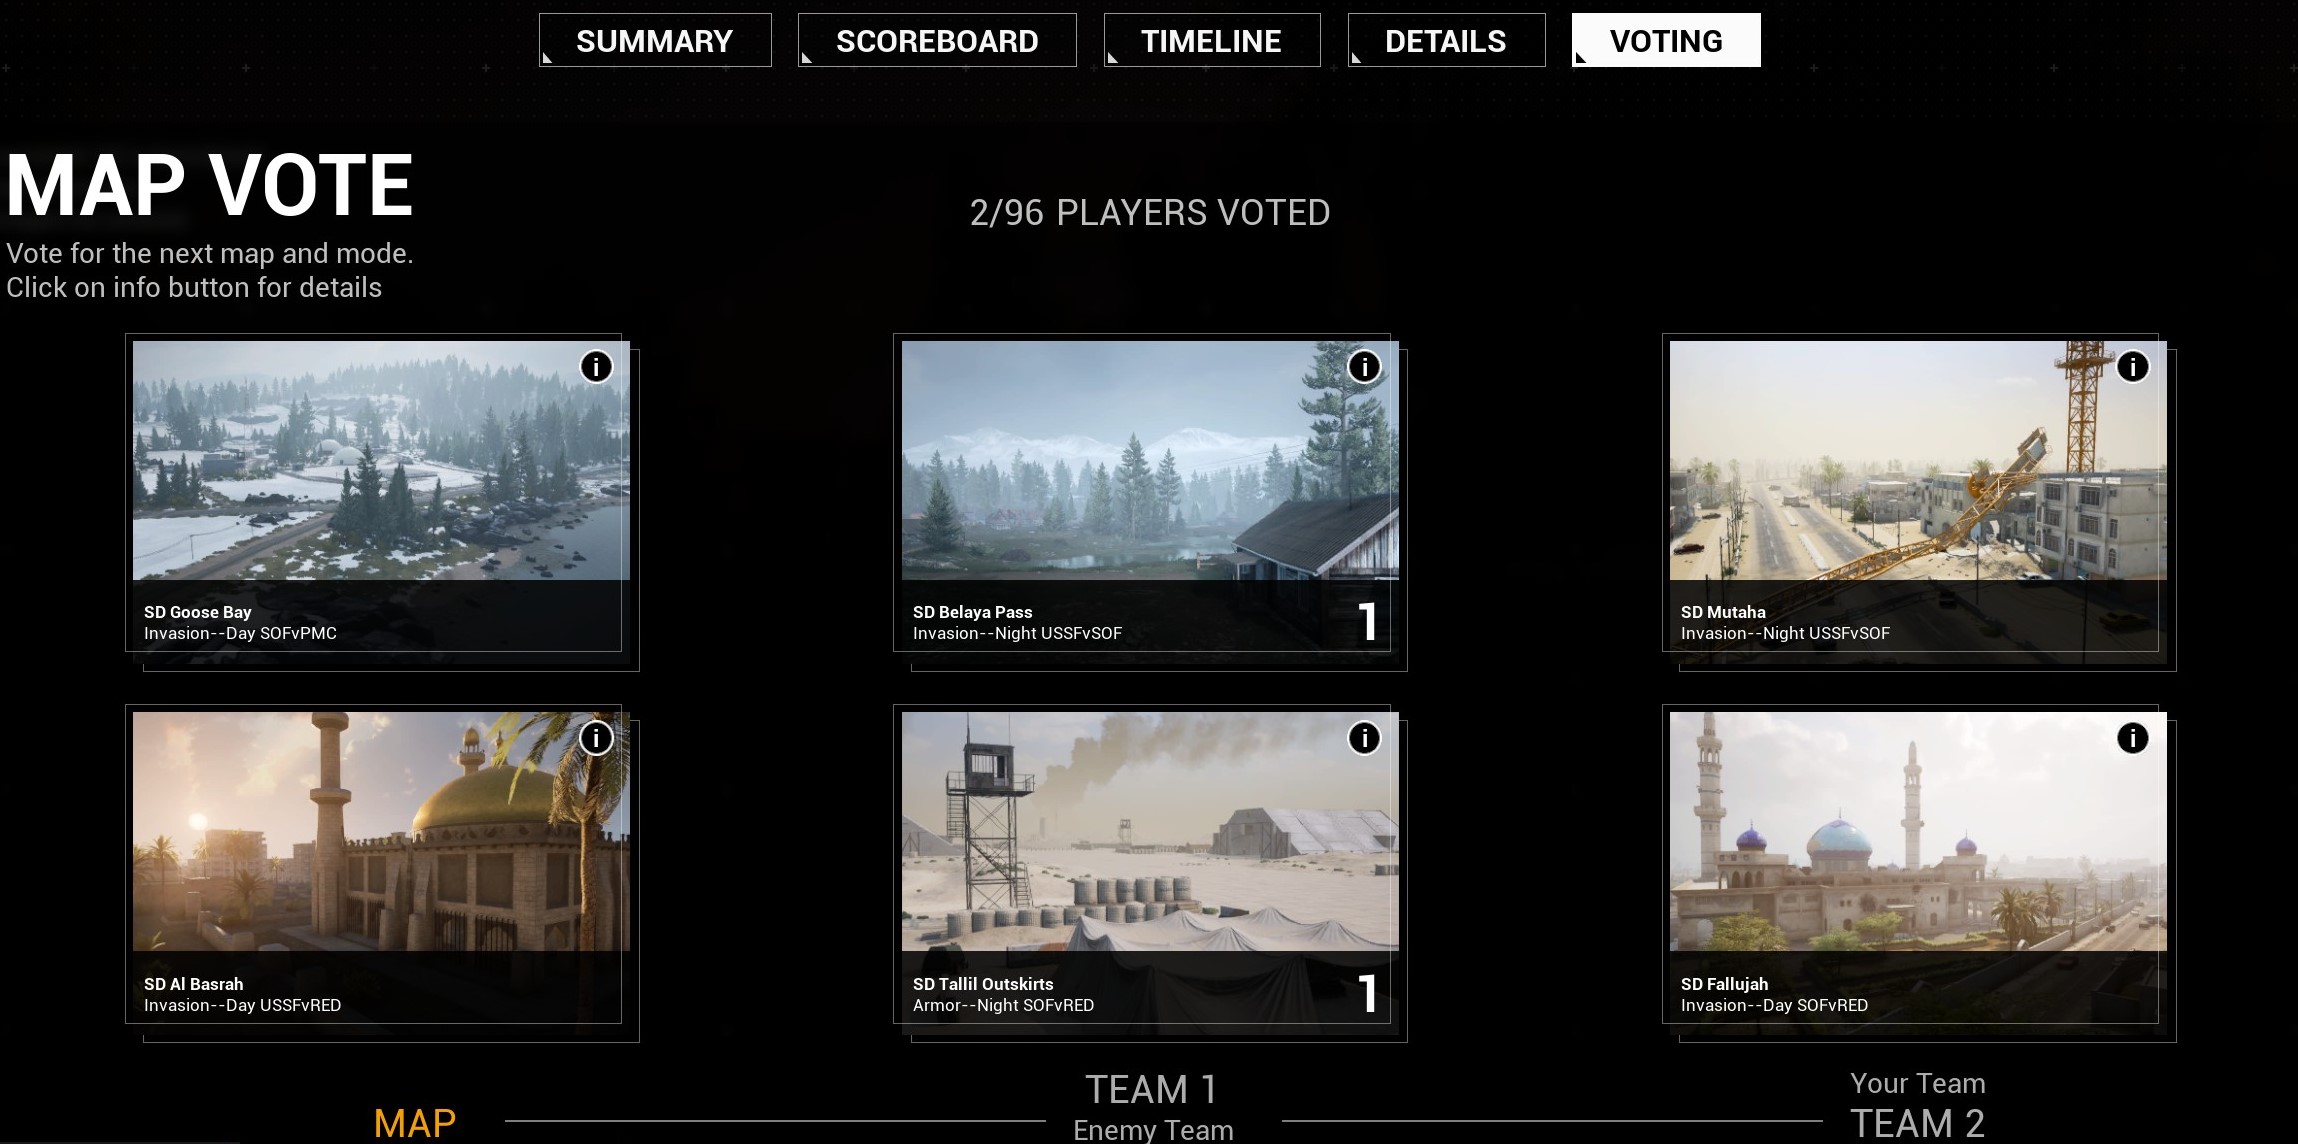 SUMMARY
SCOREBOARD
TIMELINE
DETAILS
VOTING
MAP VOTE
2/96 PLAYERS VOTED
Vote for the next map and mode.
Click on info button for details
i
i
i
SD Goose Bay
Invasion--Day SOFvPMC
SD Belaya Pass
Invasion--Night USSFvSOF
1
SD Mutaha
Invasion--Night USSFvSOF
i
i
i
SD Al Basrah
Invasion--Day USSFvRED
SD Tallil Outskirts
Armor--Night SOFvRED
1
SD Fallujah
Invasion--Day SOFvRED
MAP
TEAM 1
Enemy Team
Your Team
TEAM 2